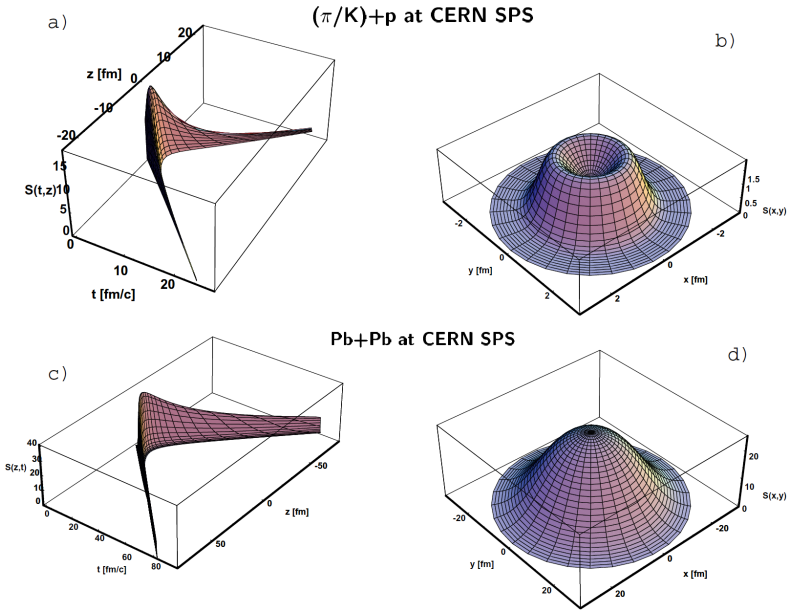 (π/K)+p at CERN SPS
a)
20
10
z [fm]
0
-10
-20
15
S(t,z)
10
5
0
0
10
20
t [fm/c]
b)
1.5
1
0.5
0
S(x,y)
-2
0
2
y [fm]
-2
0
2
x [fm]
Pb+Pb at CERN SPS
c)
40
S(z,t)
30
20
10
0
0
20
40
60
80
t [fm/c]
-50
0
50
z [fm]
d)
20
10
0
S(x,y)
-20
0
20
y [fm]
-20
0
20
x [fm]